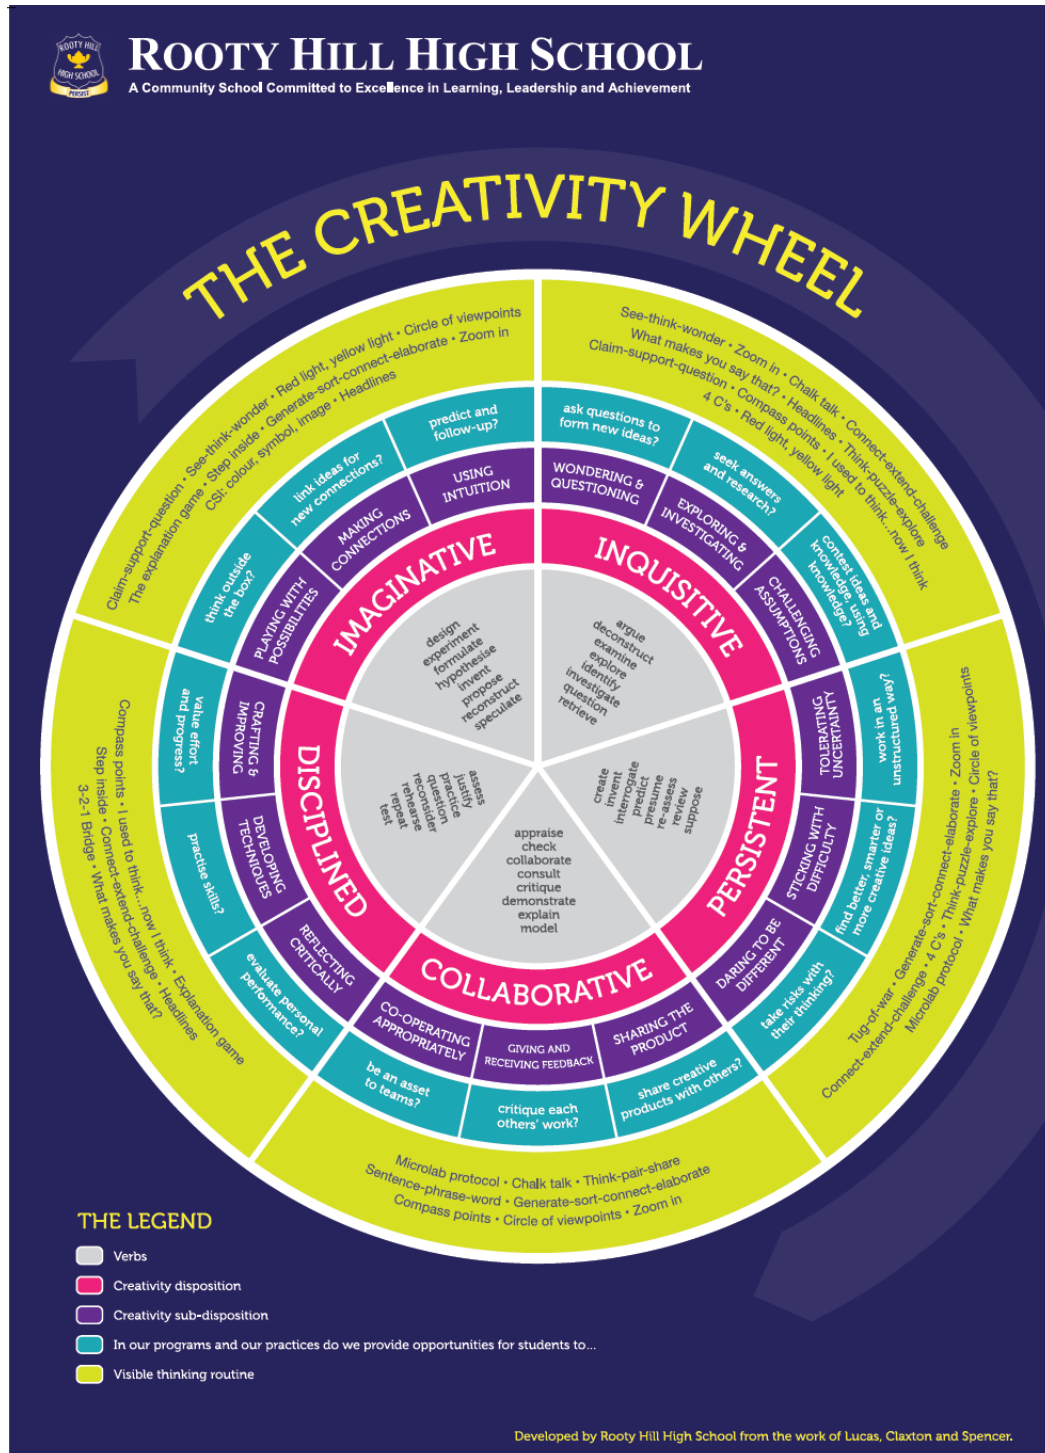 ROOTY HILL
HIGH SCHOOL
PERSIST
ROOTY HILL HIGH SCHOOL
A Community School Committed to Excellence in Learning, Leadership and Achievement
THE CREATIVITY WHEEL
Claim-support-question • See-think-wonder • Red light, yellow light • Circle of viewpoints
The explanation game • Step inside • Generate-sort-connect-elaborate • Zoom in
CSI: colour, symbol, image • Headlines
think outside
the box?
link ideas for
new connections?
predict and
follow-up?
PLAYING WITH
POSSIBILITIES
MAKING
CONNECTIONS
USING
INTUITION
IMAGINATIVE
design
experiment
formulate
hypothesise
invent
propose
reconstruct
speculate
See-think-wonder • Zoom in • Chalk talk • Connect-extend-challenge
What makes you say that? • Headlines • Think-puzzle-explore
Claim-support-question • Compass points • I used to think...now I think
4 C's • Red light, yellow light
ask questions to
form new ideas?
seek answers
and research?
contest ideas and
knowledge, using
knowledge?
WONDERING &
QUESTIONING
EXPLORING &
INVESTIGATING
CHALLENGING
ASSUMPTIONS
INQUISITIVE
argue
deconstruct
examine
explore
identify
investigate
question
retrieve
PERSISTENT
create
invent
interrogate
predict
presume
re-assess
review
suppose
TOLERATING
UNCERTAINTY
STICKING WITH
DIFFICULTY
DARING TO BE
DIFFERENT
work in an
unstructured way?
find better, smarter or
more creative ideas?
take risks with
their thinking?
Tug-of-war • Generate-sort-connect-elaborate • Zoom in
Connect-extend-challenge • 4 C's • Think-puzzle-explore • Circle of viewpoints
Microlab protocol • What makes you say that?
appraise
check
collaborate
consult
critique
demonstrate
explain
model
COLLABORATIVE
CO-OPERATING
APPROPRIATELY
GIVING AND
RECEIVING FEEDBACK
SHARING THE
PRODUCT
be an asset
to teams?
critique each
others' work?
share creative
products with others?
Microlab protocol • Chalk talk • Think-pair-share
Sentence-phrase-word • Generate-sort-connect-elaborate
Compass points • Circle of viewpoints • Zoom in
DISCIPLINED
assess
justify
practice
question
reconsider
rehearse
repeat
test
CRAFTING &
IMPROVING
DEVELOPING
TECHNIQUES
REFLECTING
CRITICALLY
value effort
and progress?
practise skills?
evaluate personal
performance?
Compass points • I used to think....now I think • Explanation game
Step inside • Connect-extend-challenge • Headlines
3-2-1 Bridge • What makes you say that?
THE LEGEND
Verbs
Creativity disposition
Creativity sub-disposition
In our programs and our practices do we provide opportunities for students to...
Visible thinking routine
Developed by Rooty Hill High School from the work of Lucas, Claxton and Spencer.